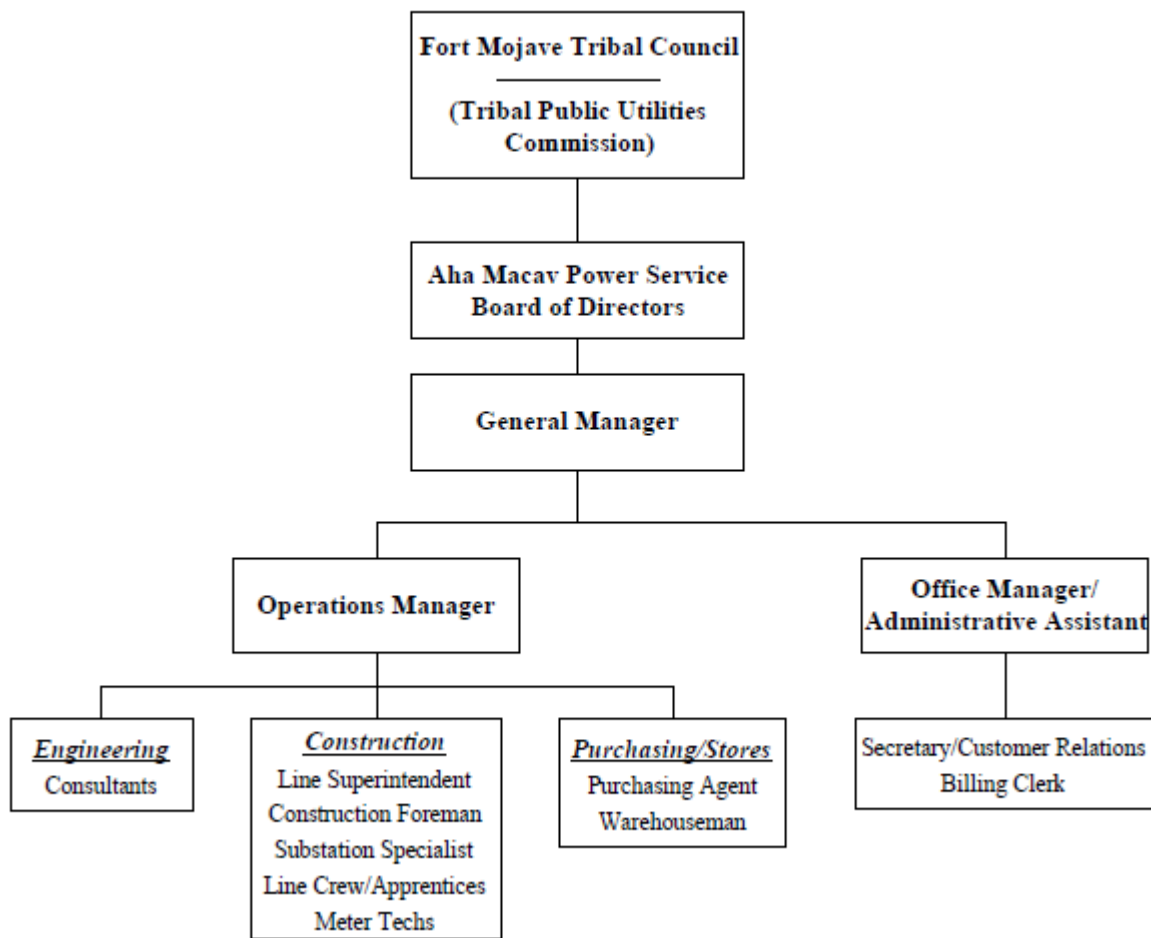 Fort Mojave Tribal Council
(Tribal Public Utilities
Commission)
Aha Macav Power Service
Board of Directors
General Manager
Operations Manager
Office Manager/
Administrative Assistant
Engineering
Consultants
Construction
Line Superintendent
Construction Foreman
Substation Specialist
Line Crew/Apprentices
Meter Techs
Purchasing/Stores
Purchasing Agent
Warehouseman
Secretary/Customer Relations
Billing Clerk